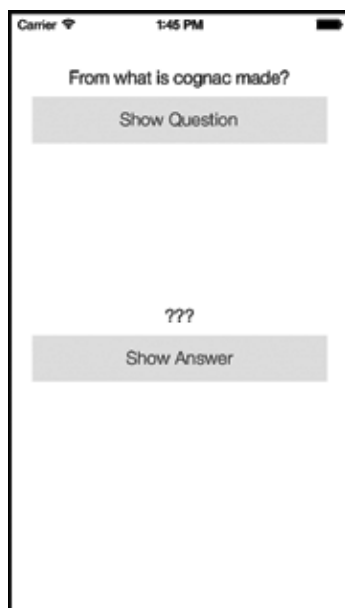 Carrier 1:45 PM
From what is cognac made?
Show Question
???
Show Answer